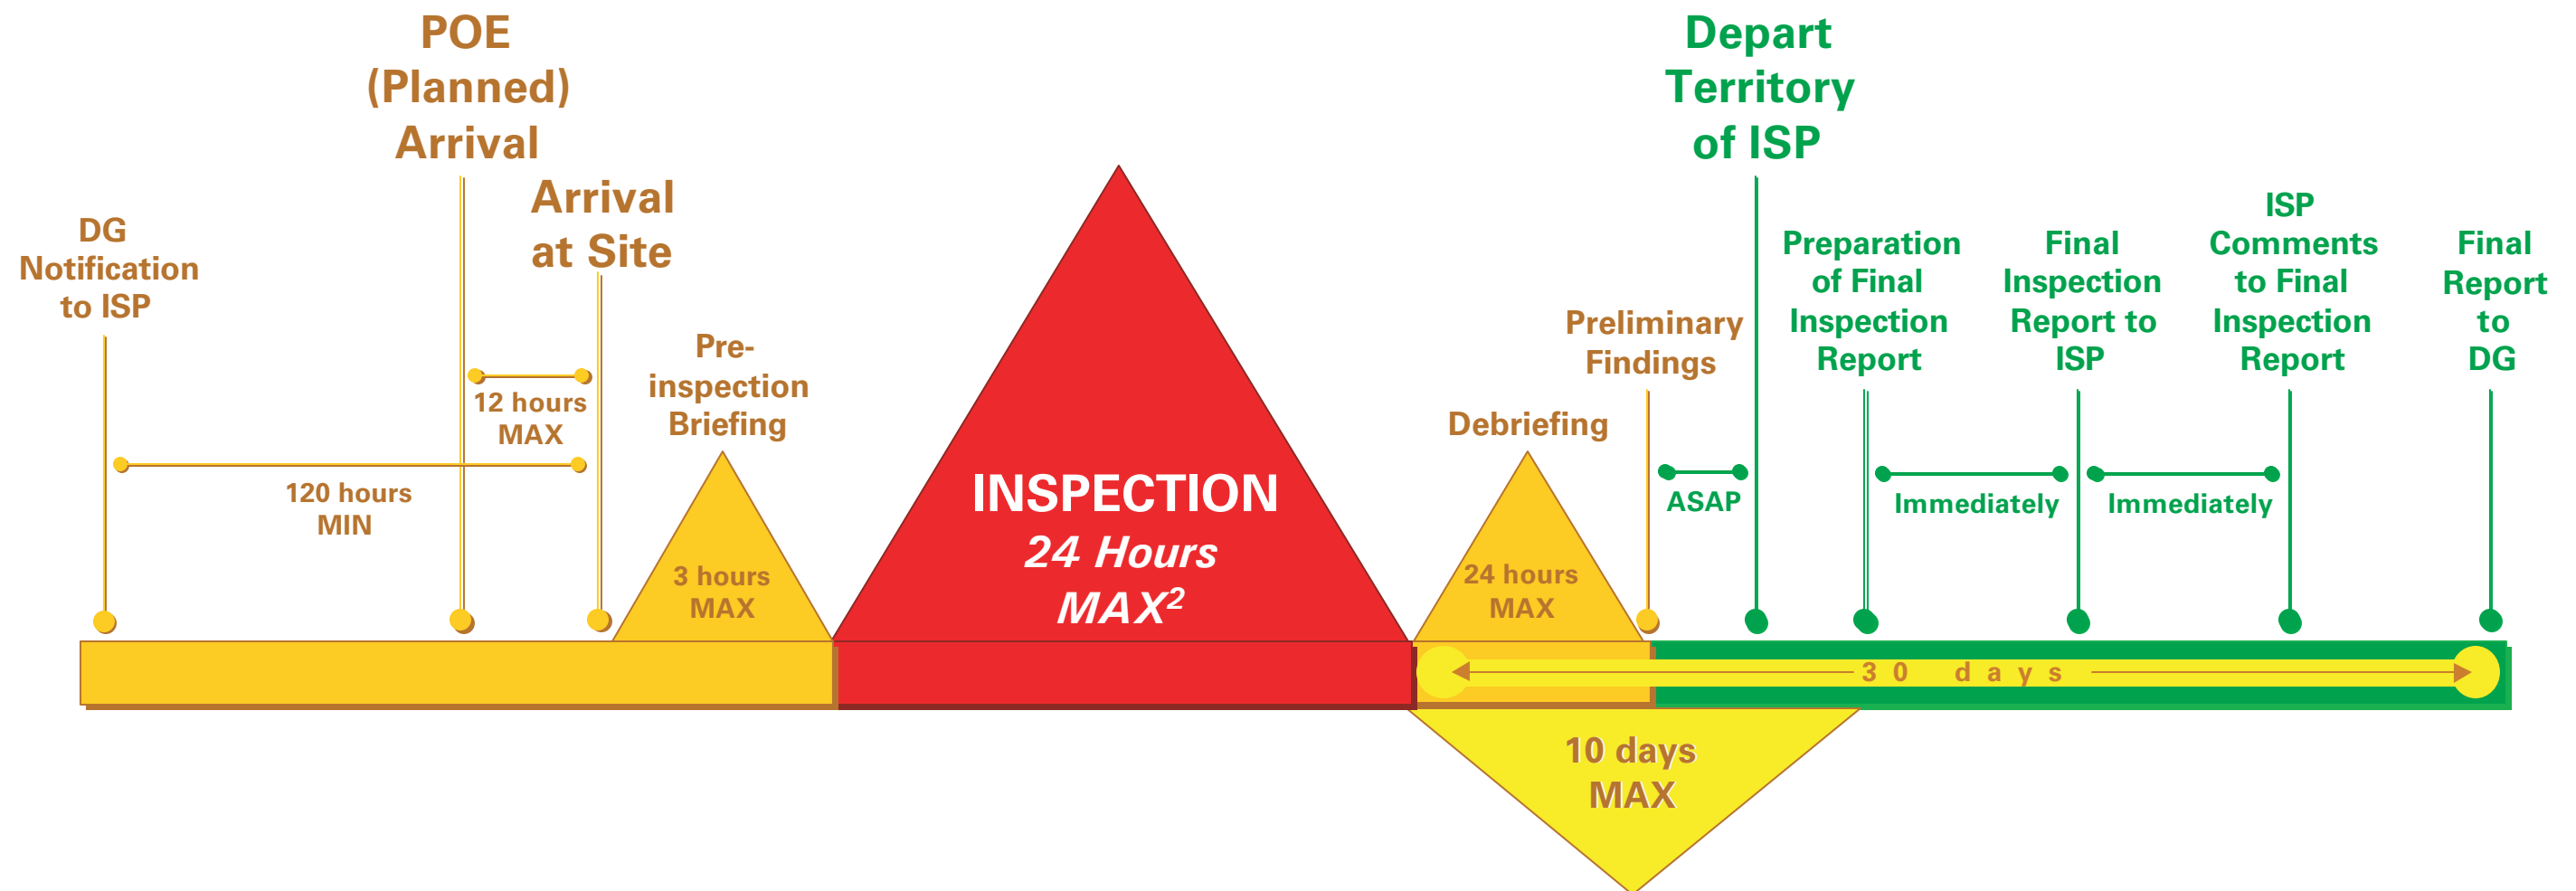 POE
(Planned)
Arrival
Arrival
at Site
DG
Notification
to ISP
12 hours
MAX
120 hours
MIN
Pre-
inspection
Briefing
3 hours
MAX
INSPECTION
24 Hours
MAX²
Debriefing
24 hours
MAX
Preliminary
Findings
ASAP
Depart
Territory
of ISP
Preparation
of Final
Inspection
Report
Immediately
Final
Inspection
Report to
ISP
Immediately
ISP
Comments
to Final
Inspection
Report
Final
Report
to
DG
30 days
10 days
MAX